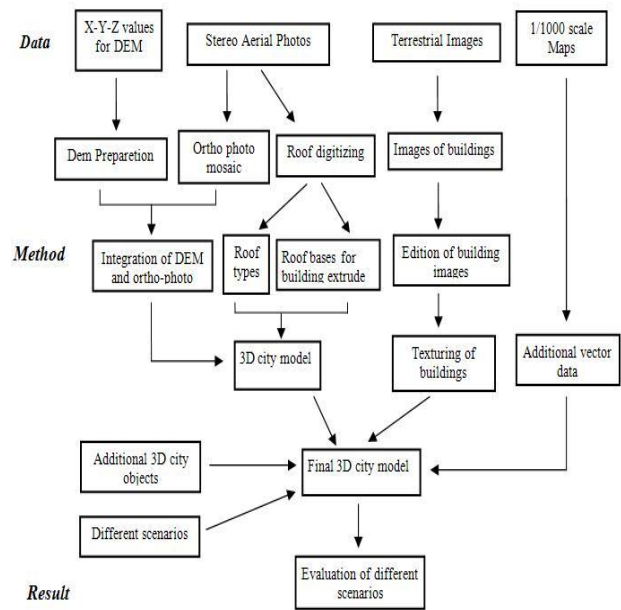 Data
X-Y-Z values
for DEM
Stereo Aerial Photos
Terrestrial Images
1/1000 scale
Maps
Dem Preparetion
Ortho photo
mosaic
Roof digitizing
Images of buildings
Method
Integration of DEM
and ortho-photo
Roof
types
Roof bases for
building extrude
Edition of building
images
3D city model
Texturing of
buildings
Additional vector
data
Additional 3D city
objects
Final 3D city model
Different scenarios
Evaluation of different
scenarios
Result